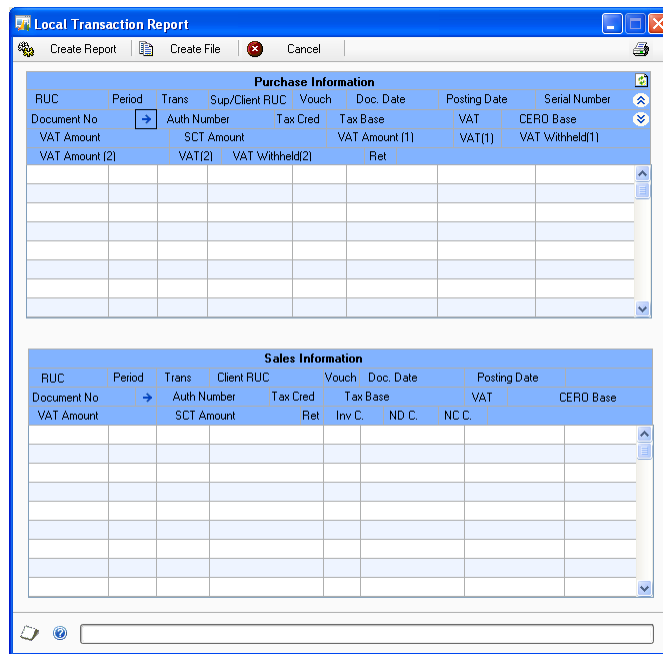 Local Transaction Report
Create Report Create File Cancel
Purchase Information
RUC Period Trans Sup/Client RUC Vouch Doc. Date Posting Date Serial Number
Document No Auth Number Tax Cred Tax Base VAT CERO Base
VAT Amount SCT Amount VAT Amount (1) VAT(1) VAT Withheld(1)
VAT Amount (2) VAT(2) VAT Withheld(2) Ret
Sales Information
RUC Period Trans Client RUC Vouch Doc. Date Posting Date
Document No Auth Number Tax Cred Tax Base VAT CERO Base
VAT Amount SCT Amount Ret Inv C. ND C. NC C.